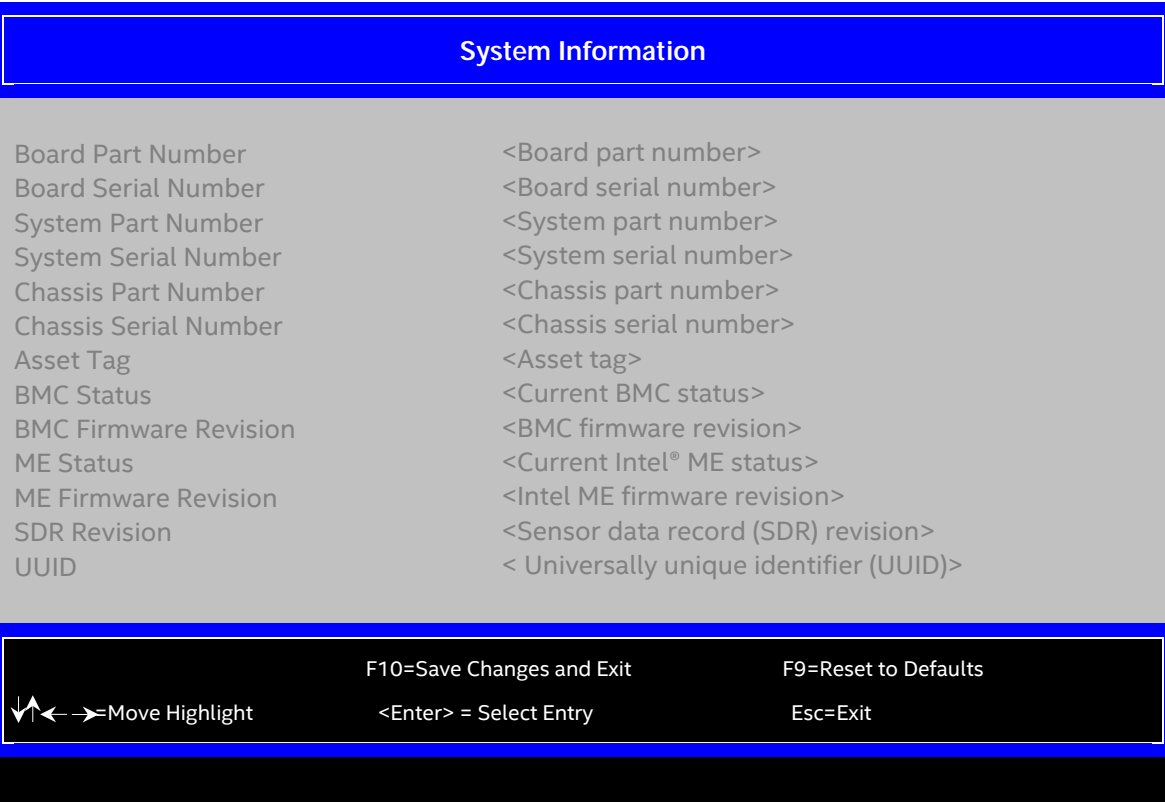 System Information
Board Part Number <Board part number>
Board Serial Number <Board serial number>
System Part Number <System part number>
System Serial Number <System serial number>
Chassis Part Number <Chassis part number>
Chassis Serial Number <Chassis serial number>
Asset Tag <Asset tag>
BMC Status <Current BMC status>
BMC Firmware Revision <BMC firmware revision>
ME Status <Current Intel® ME status>
ME Firmware Revision <Intel ME firmware revision>
SDR Revision <Sensor data record (SDR) revision>
UUID < Universally unique identifier (UUID)>
F10=Save Changes and Exit F9=Reset to Defaults
↓↑← →=Move Highlight <Enter> = Select Entry Esc=Exit